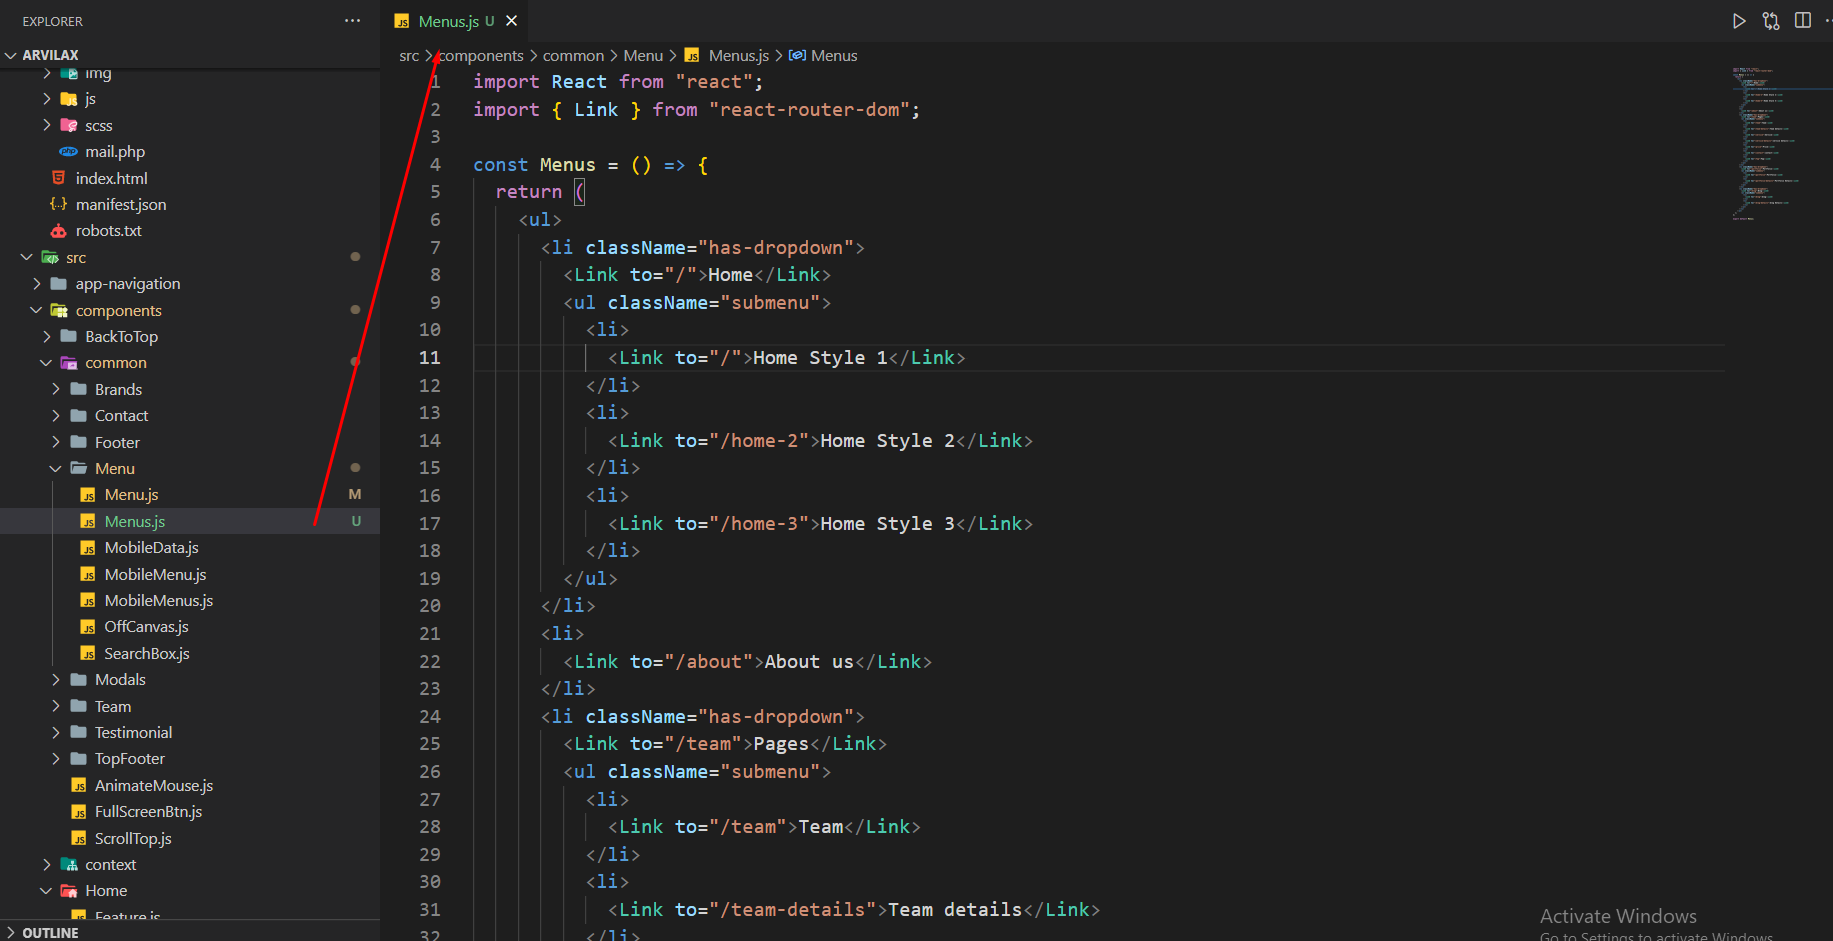 EXPLORER
ARVILAX
img
js
scss
mail.php
index.html
manifest.json
robots.txt
src
app-navigation
components
BackToTop
common
Brands
Contact
Footer
Menu
Menu.js M
Menus.js U
MobileData.js
MobileMenu.js
MobileMenus.js
OffCanvas.js
SearchBox.js
Modals
Team
Testimonial
TopFooter
AnimateMouse.js
FullScreenBtn.js
ScrollTop.js
context
Home
Feature.js
OUTLINE
Menus.js U
src > components > common > Menu > Menus.js > Menus
1 import React from "react";
2 import { Link } from "react-router-dom";
3
4 const Menus = () => {
5 return (
6 <ul>
7 <li className="has-dropdown">
8 <Link to="/">Home</Link>
9 <ul className="submenu">
10 <li>
11 <Link to="/">Home Style 1</Link>
12 </li>
13 <li>
14 <Link to="/home-2">Home Style 2</Link>
15 </li>
16 <li>
17 <Link to="/home-3">Home Style 3</Link>
18 </li>
19 </ul>
20 </li>
21 <li>
22 <Link to="/about">About us</Link>
23 </li>
24 <li className="has-dropdown">
25 <Link to="/team">Pages</Link>
26 <ul className="submenu">
27 <li>
28 <Link to="/team">Team</Link>
29 </li>
30 <li>
31 <Link to="/team-details">Team details</Link>
32 </li>
Activate Windows
Go to Settings to activate Windows.